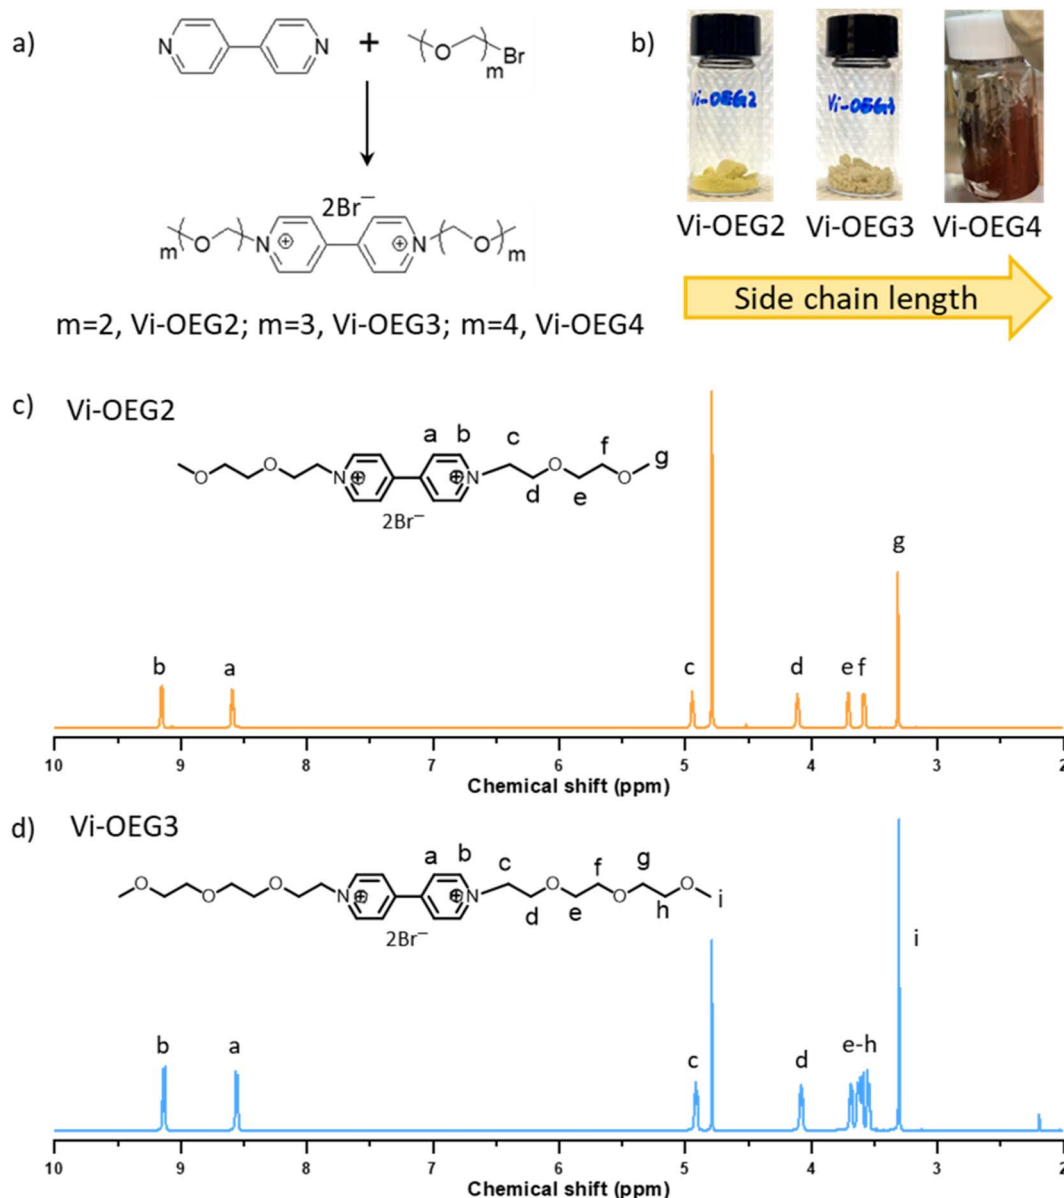 a)
N
N
+
O
Br
m
2Br⁻
m
O
N
⊕
⊕
N
O
m
m=2, Vi-OEG2; m=3, Vi-OEG3; m=4, Vi-OEG4
b)
Vi-OEG2
Vi-OEG3
Vi-OEG4
Side chain length
c)
Vi-OEG2
a
b
c
d
e
f
g
O
O
N
⊕
⊕
N
O
O
2Br⁻
b
a
c
d
e
f
g
10
9
8
7
6
5
4
3
2
Chemical shift (ppm)
d)
Vi-OEG3
a
b
c
d
e
f
g
h
i
O
O
O
N
⊕
⊕
N
O
O
O
2Br⁻
b
a
c
d
e-h
i
10
9
8
7
6
5
4
3
2
Chemical shift (ppm)